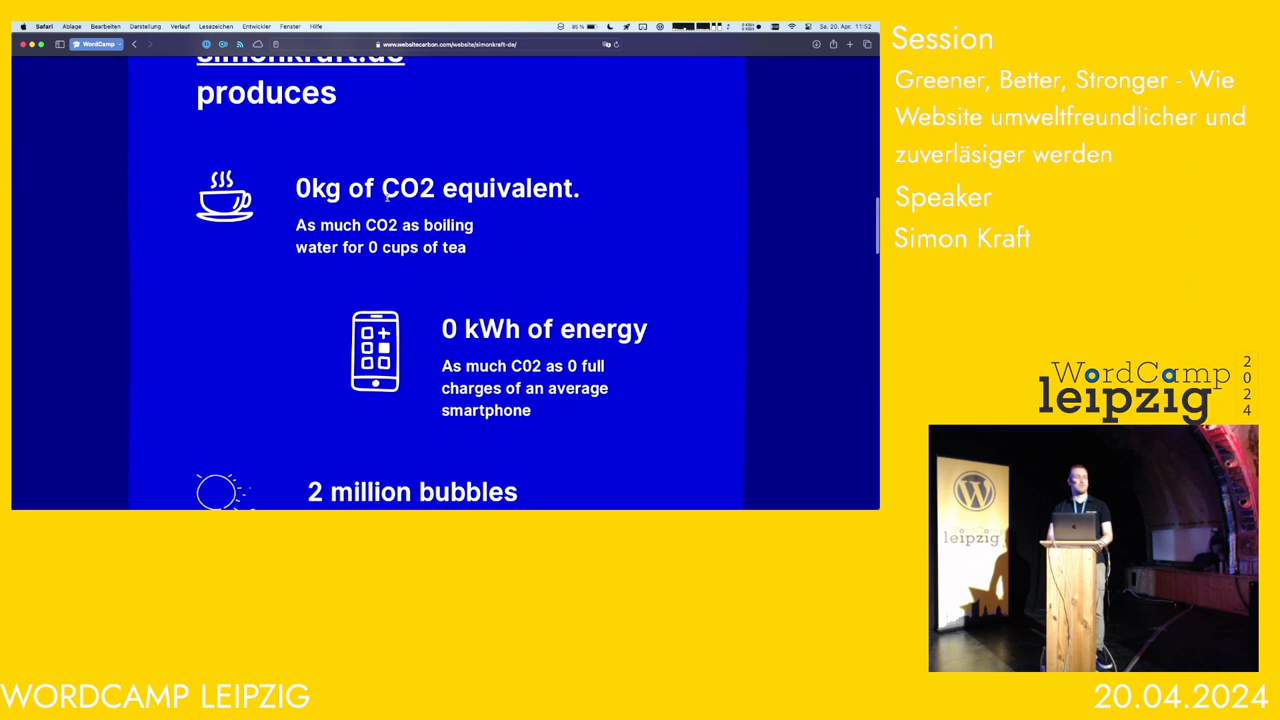 Safari Ablage Bearbeiten Darstellung Verlauf Lesezeichen Entwickler Fenster Hilfe
85 %
Sa. 20. Apr. 11:52
WordCamp
www.websitecarbon.com/website/simonkraft-de/
simonkraft.de
produces
0kg of CO2 equivalent.
As much CO2 as boiling
water for 0 cups of tea
0 kWh of energy
As much C02 as 0 full
charges of an average
smartphone
2 million bubbles
Session
Greener, Better, Stronger - Wie
Website umweltfreundlicher und
zuverläsiger werden
Speaker
Simon Kraft
WordCamp
leipzig
2024
WordCamp
leipzig
WORDCAMP LEIPZIG
20.04.2024